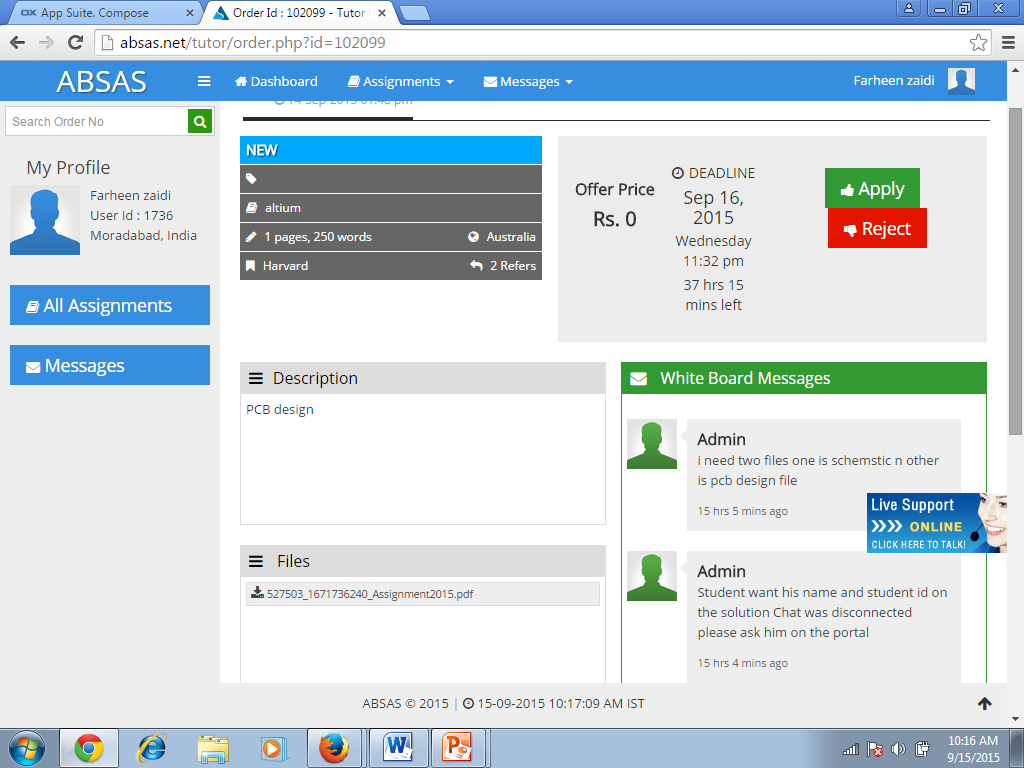 App Suite. Compose
Order Id : 102099 - Tutor
absas.net/tutor/order.php?id=102099
ABSAS
Dashboard
Assignments
Messages
Farheen zaidi
14-Sep-2015 01:48 pm
Search Order No
My Profile
Farheen zaidi
User Id : 1736
Moradabad, India
All Assignments
Messages
NEW
altium
1 pages, 250 words
Australia
Harvard
2 Refers
Offer Price
Rs. 0
DEADLINE
Sep 16,
2015
Wednesday
11:32 pm
37 hrs 15
mins left
Apply
Reject
Description
PCB design
Files
527503_1671736240_Assignment2015.pdf
White Board Messages
Admin
i need two files one is schemstic n other
is pcb design file
15 hrs 5 mins ago
Live Support
ONLINE
CLICK HERE TO TALK!
Admin
Student want his name and student id on
the solution Chat was disconnected
please ask him on the portal
15 hrs 4 mins ago
ABSAS © 2015 | 15-09-2015 10:17:09 AM IST
10:16 AM
9/15/2015